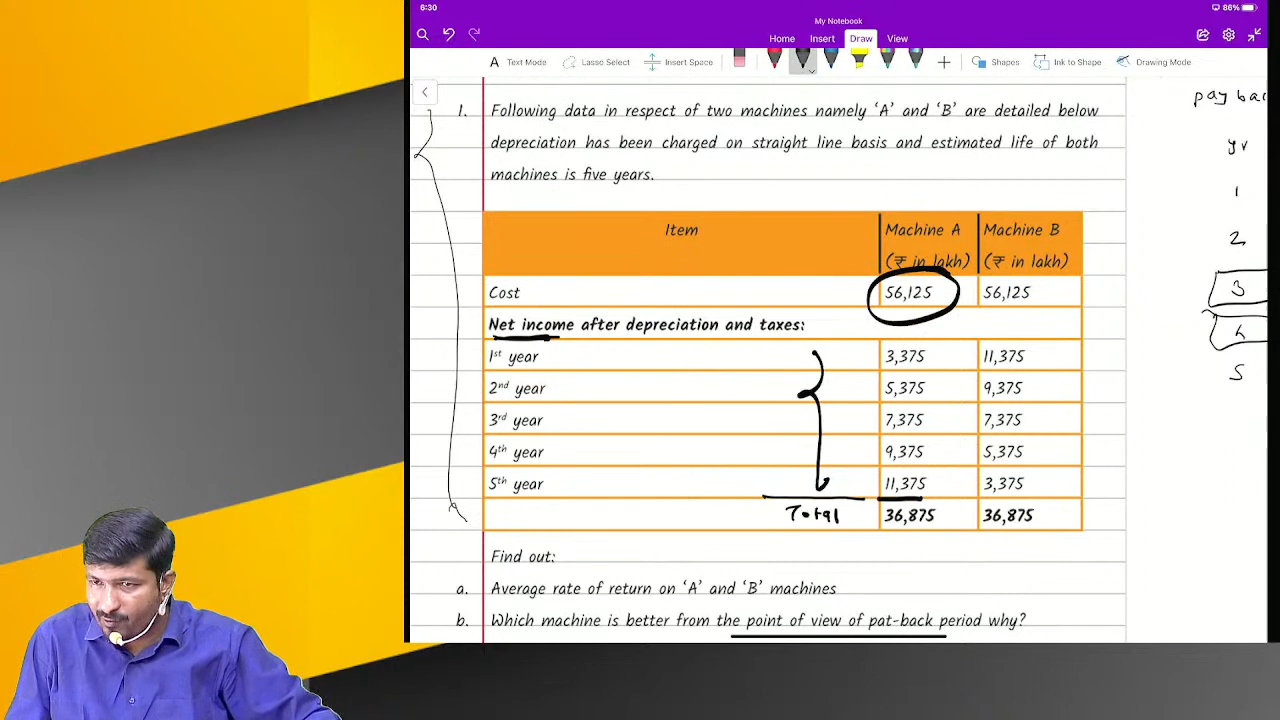 6:30
86%
My Notebook
Home Insert Draw View
A Text Mode Lasse Select Insert Space Shapes Ink to Shape Drawing Mode
1. Following data in respect of two machines namely ‘A’ and ‘B’ are detailed below
depreciation has been charged on straight line basis and estimated life of both
machines is five years.
Item Machine A Machine B
(₹ in lakh) (₹ in lakh)
Cost 56,125 56,125
Net income after depreciation and taxes:
1st year 3,375 11,375
2nd year 5,375 9,375
3rd year 7,375 7,375
4th year 9,375 5,375
5th year 11,375 3,375
Total 36,875 36,875
Find out:
a. Average rate of return on ‘A’ and ‘B’ machines
b. Which machine is better from the point of view of pat-back period why?
pay bac
yr
1
2
3
4
5